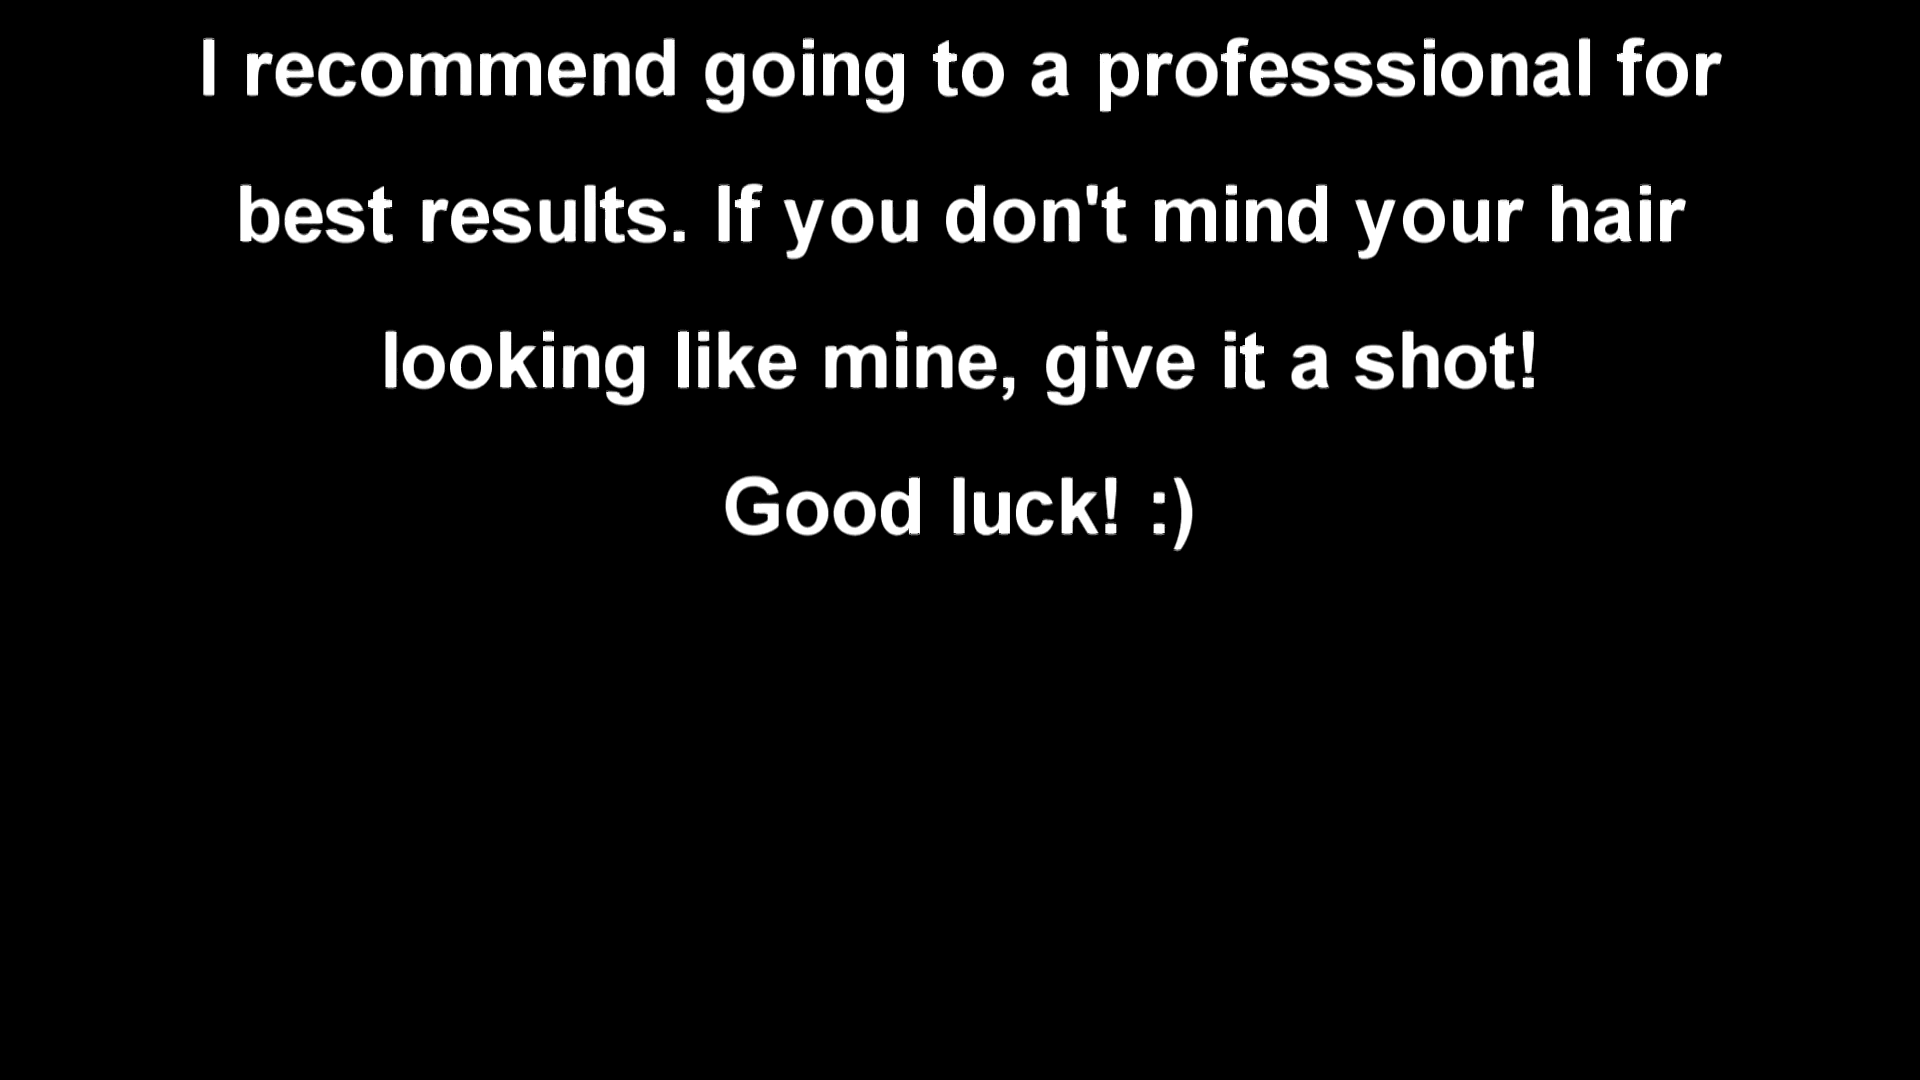 I recommend going to a professsional for
best results. If you don't mind your hair
looking like mine, give it a shot!
Good luck! :)